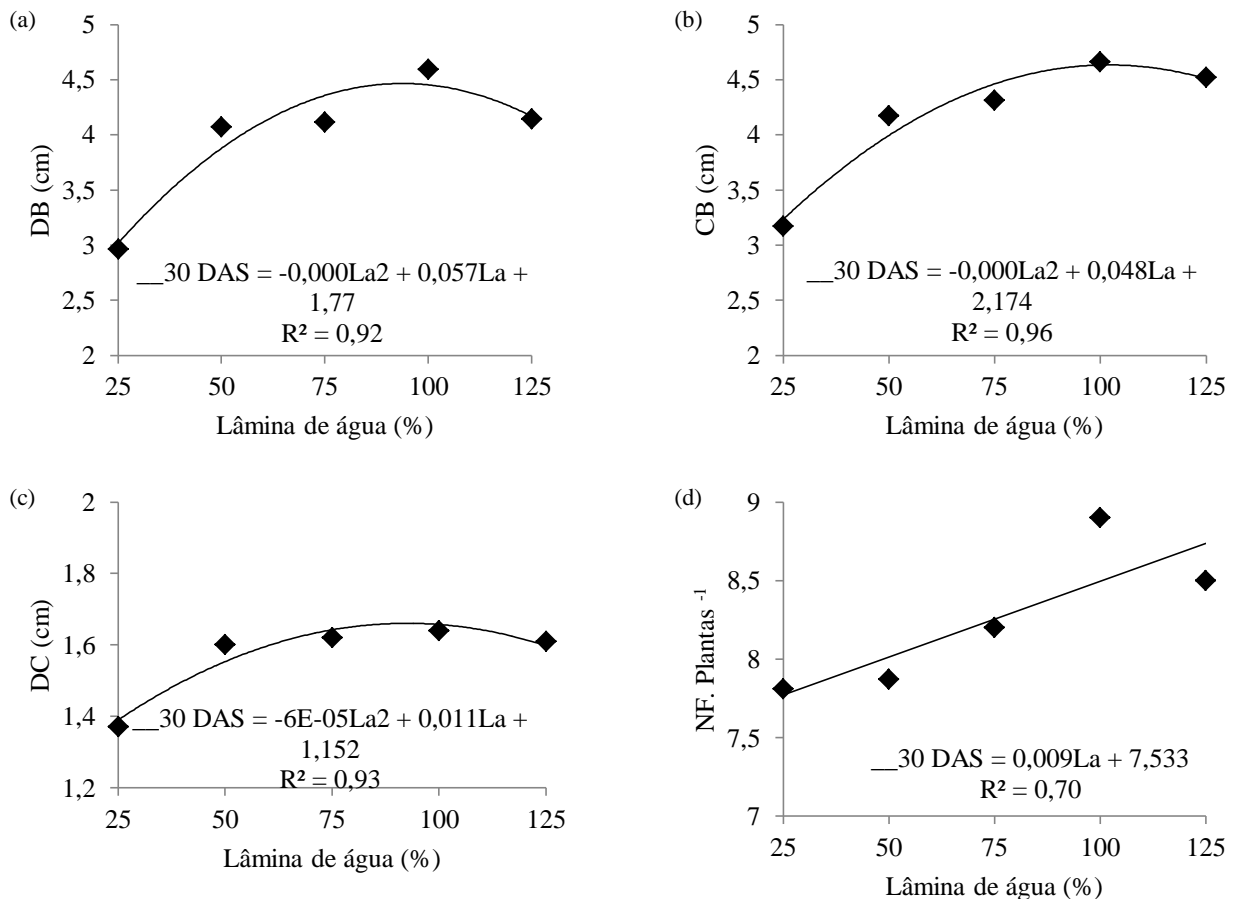 (a)
5
4,5
4
3,5
3
2,5
2
DB (cm)
__30 DAS = -0,000La2 + 0,057La +
1,77
R² = 0,92
25 50 75 100 125
Lâmina de água (%)
(b)
5
4,5
4
3,5
3
2,5
2
CB (cm)
__30 DAS = -0,000La2 + 0,048La +
2,174
R² = 0,96
25 50 75 100 125
Lâmina de água (%)
(c)
2
1,8
1,6
1,4
1,2
DC (cm)
__30 DAS = -6E-05La2 + 0,011La +
1,152
R² = 0,93
25 50 75 100 125
Lâmina de água (%)
(d)
9
8,5
8
7,5
7
NF. Plantas ⁻¹
__30 DAS = 0,009La + 7,533
R² = 0,70
25 50 75 100 125
Lâmina de água (%)